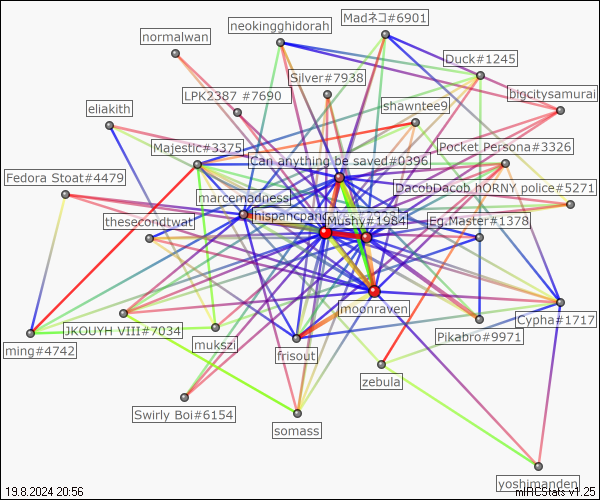 Madネコ#6901
neokingghidorah
normalwan
Duck#1245
Silver#7938
LPK2387 #7690
bigcitysamurai
shawntee9
eliakith
Majestic#3375
Pocket Persona#3326
Can anything be saved#0396
Fedora Stoat#4479
DacobDacob hORNY police#5271
marcemadness
hispancpanc
Mushy#1984
thesecondtwat
Eg.Master#1378
moonraven
Cypha#1717
JKOUYH VIII#7034
Pikabro#9971
mukszi
ming#4742
frisout
zebula
Swirly Boi#6154
somass
yoshimanden
19.8.2024 20:56
mIRCStats v1.25